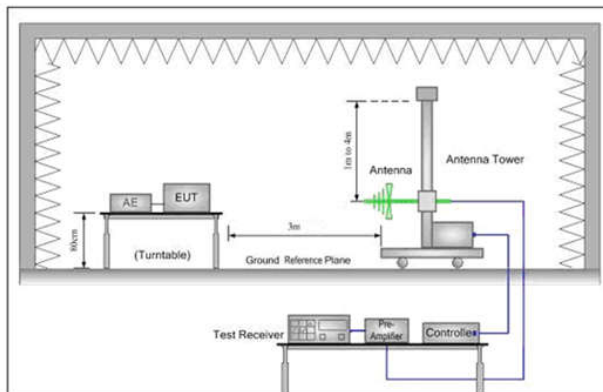 1m to 4m
Antenna
Antenna Tower
AE
EUT
80cm
(Turntable)
3m
Ground Reference Plane
Test Receiver
Pre-
Amplifier
Controller